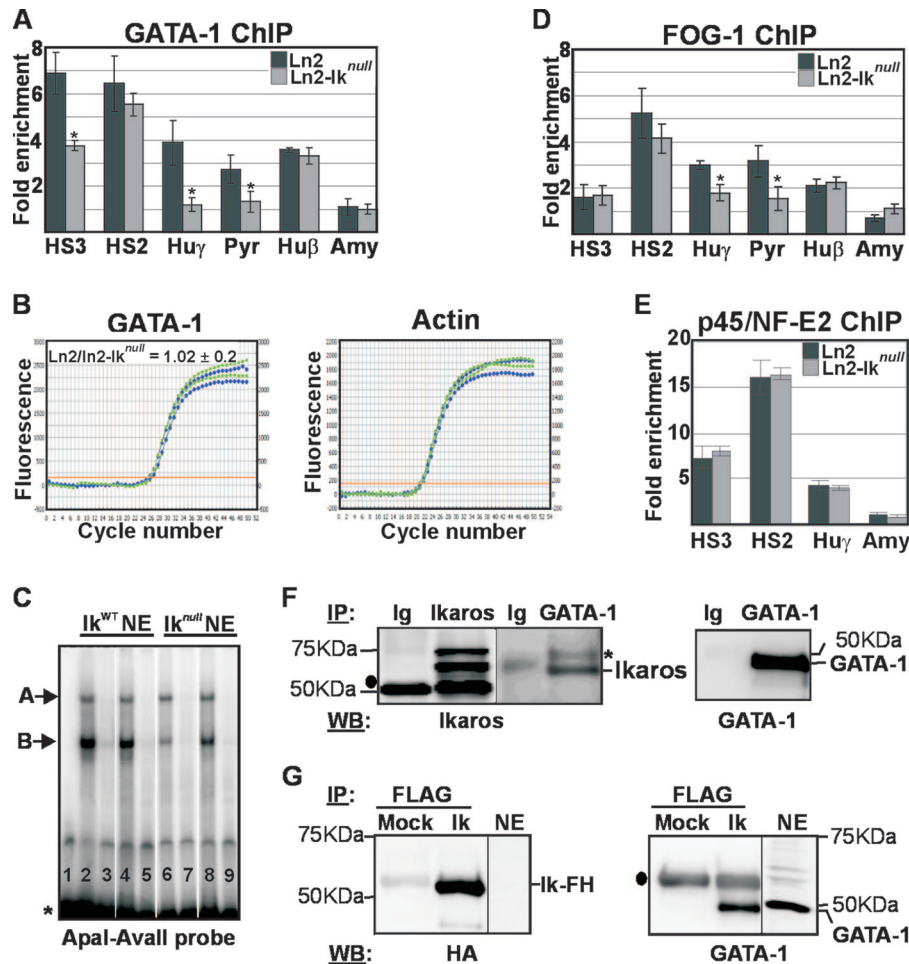 A
GATA-1 ChIP
Fold enrichment
8
6
4
2
Ln2
Ln2-Ik^null
*
*
*
HS3 HS2 Huγ Pyr Huβ Amy
D
FOG-1 ChIP
Fold enrichment
8
6
4
2
Ln2
Ln2-Ik^null
*
*
HS3 HS2 Huγ Pyr Huβ Amy
B
GATA-1
Ln2/ln2-Ik^null = 1.02 ± 0.2
Fluorescence
Cycle number
Actin
Fluorescence
Cycle number
E
p45/NF-E2 ChIP
Fold enrichment
20
15
10
5
Ln2
Ln2-Ik^null
HS3 HS2 Huγ Amy
C
Ik^WT NE Ik^null NE
A
B
1 2 3 4 5 6 7 8 9
*
ApaI-AvaII probe
F
IP: Ig Ikaros Ig GATA-1
75KDa
50KDa
*
Ikaros
WB: Ikaros
Ig GATA-1
50KDa
GATA-1
GATA-1
G
IP: FLAG
Mock Ik NE
75KDa
50KDa
Ik-FH
WB: HA
FLAG
Mock Ik NE
75KDa
50KDa
GATA-1
GATA-1